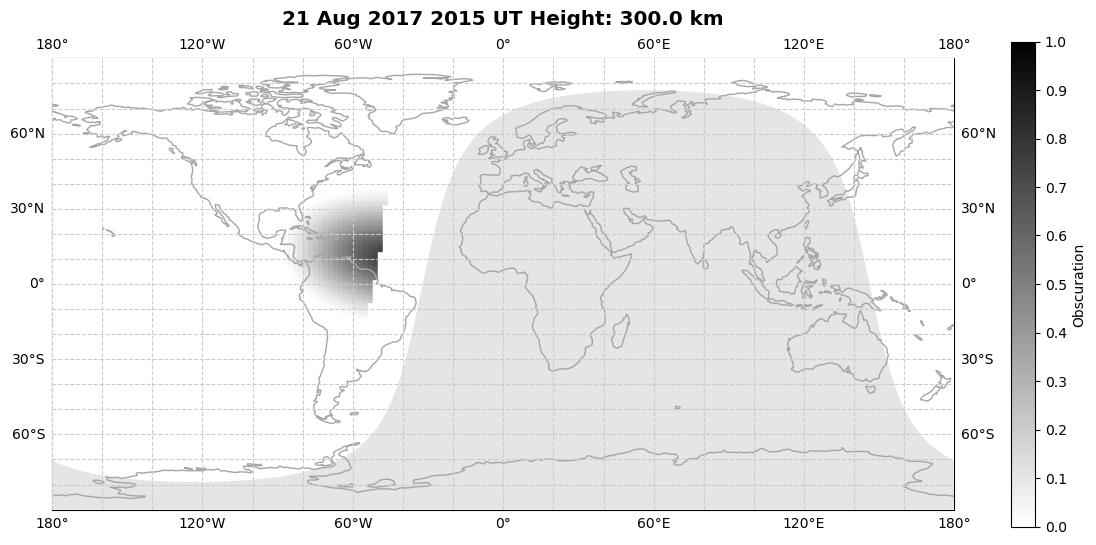 21 Aug 2017 2015 UT Height: 300.0 km
180° 120°W 60°W 0° 60°E 120°E 180°
60°N 60°N
30°N 30°N
0° 0°
30°S 30°S
60°S 60°S
180° 120°W 60°W 0° 60°E 120°E 180°
1.0
0.9
0.8
0.7
0.6
0.5
0.4
0.3
0.2
0.1
0.0
Obscuration